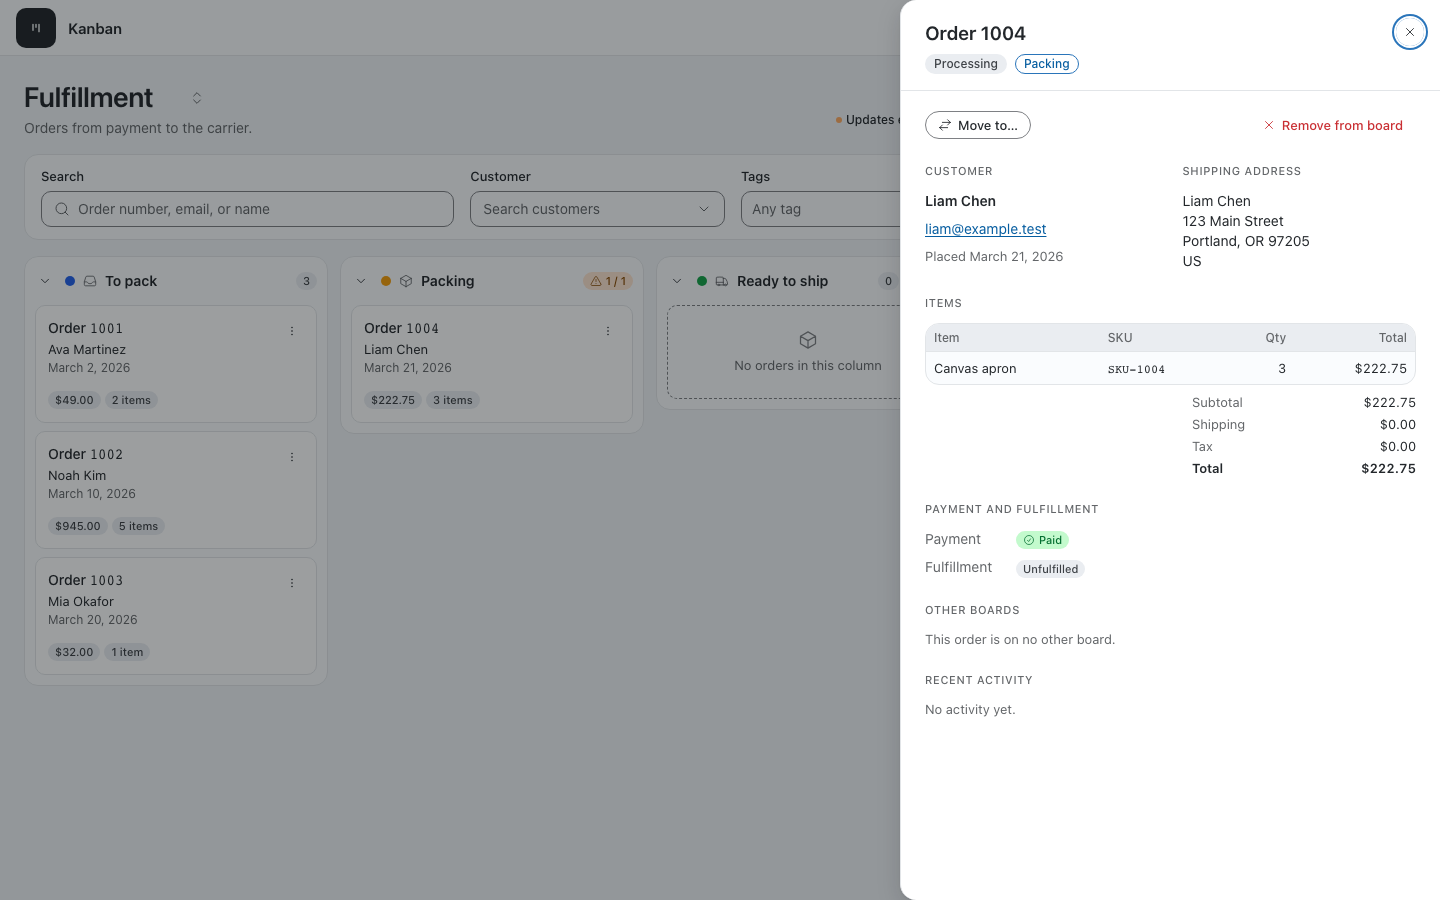 Kanban
Fulfillment
Orders from payment to the carrier.
Updates
Search
Order number, email, or name
Customer
Search customers
Tags
Any tag
To pack
3
Order 1001
Ava Martinez
March 2, 2026
$49.00 2 items
Order 1002
Noah Kim
March 10, 2026
$945.00 5 items
Order 1003
Mia Okafor
March 20, 2026
$32.00 1 item
Packing
1 / 1
Order 1004
Liam Chen
March 21, 2026
$222.75 3 items
Ready to ship
0
No orders in this column
Order 1004
Processing Packing
Move to...
Remove from board
CUSTOMER
Liam Chen
liam@example.test
Placed March 21, 2026
SHIPPING ADDRESS
Liam Chen
123 Main Street
Portland, OR 97205
US
ITEMS
Item SKU Qty Total
Canvas apron SKU-1004 3 $222.75
Subtotal $222.75
Shipping $0.00
Tax $0.00
Total $222.75
PAYMENT AND FULFILLMENT
Payment Paid
Fulfillment Unfulfilled
OTHER BOARDS
This order is on no other board.
RECENT ACTIVITY
No activity yet.